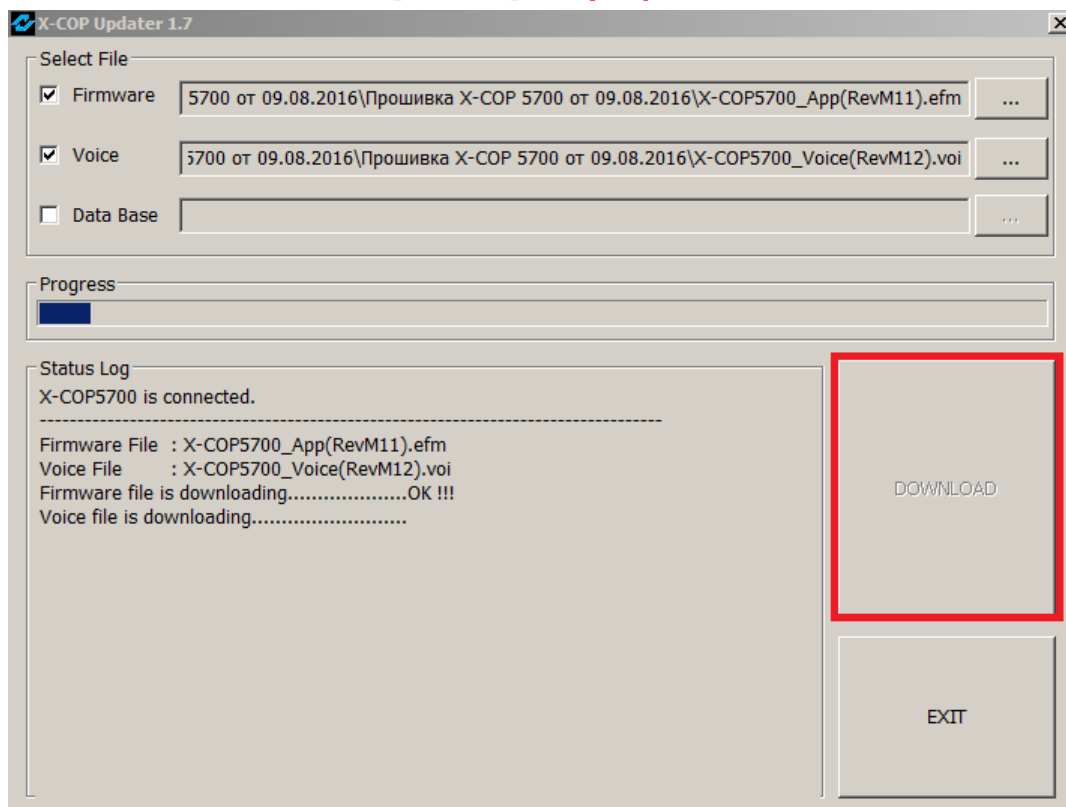 X-COP Updater 1.7
Select File
Firmware 5700 от 09.08.2016\Прошивка X-COP 5700 от 09.08.2016\X-COP5700_App(RevM11).efm ...
Voice 5700 от 09.08.2016\Прошивка X-COP 5700 от 09.08.2016\X-COP5700_Voice(RevM12).voi ...
Data Base ...
Progress
Status Log
X-COP5700 is connected.
--------------------------------------------------------------------------------
Firmware File : X-COP5700_App(RevM11).efm
Voice File : X-COP5700_Voice(RevM12).voi
Firmware file is downloading....................OK !!!
Voice file is downloading..........................
DOWNLOAD
EXIT